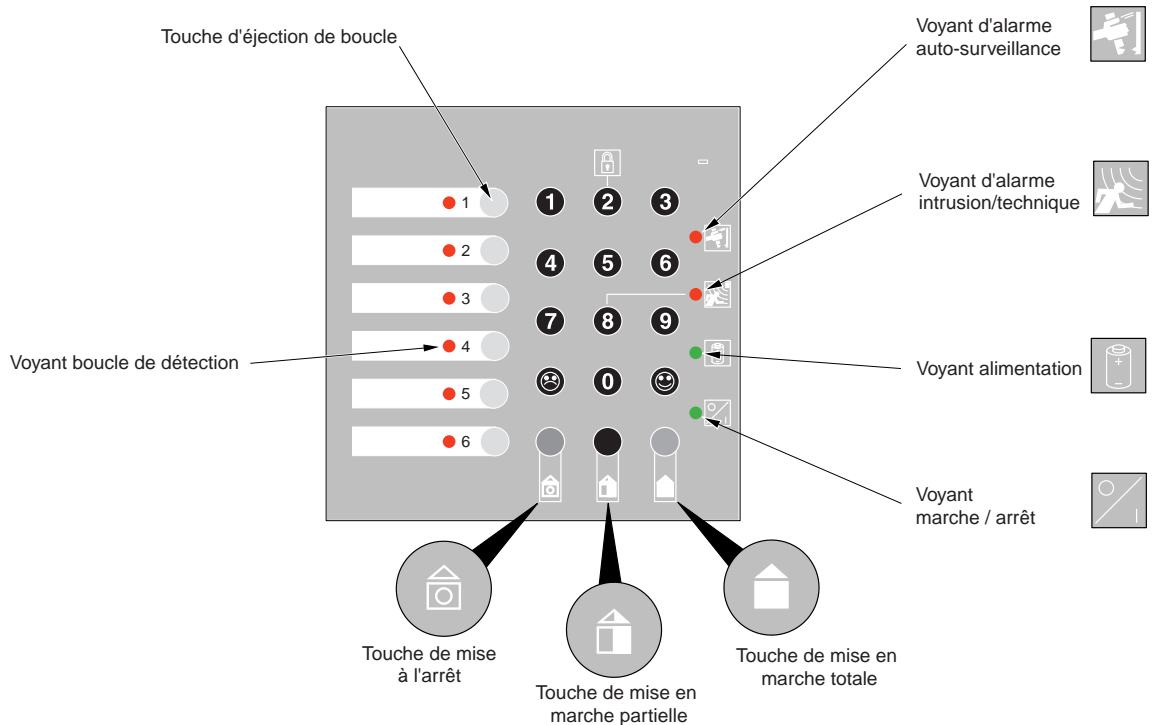 Touche d'éjection de boucle
Voyant d'alarme
auto-surveillance
Voyant d'alarme
intrusion/technique
1
1
2
3
2
4
5
6
3
7
8
9
Voyant boucle de détection
4
Voyant alimentation
+
−
5
0
6
Voyant
marche / arrêt
Touche de mise
à l'arrêt
Touche de mise en
marche partielle
Touche de mise en
marche totale